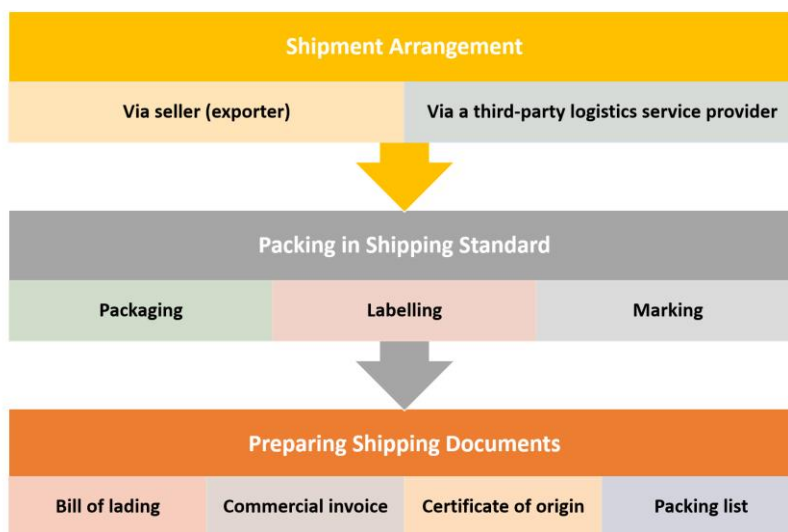 Shipment Arrangement
Via seller (exporter)
Via a third-party logistics service provider
Packing in Shipping Standard
Packaging
Labelling
Marking
Preparing Shipping Documents
Bill of lading
Commercial invoice
Certificate of origin
Packing list